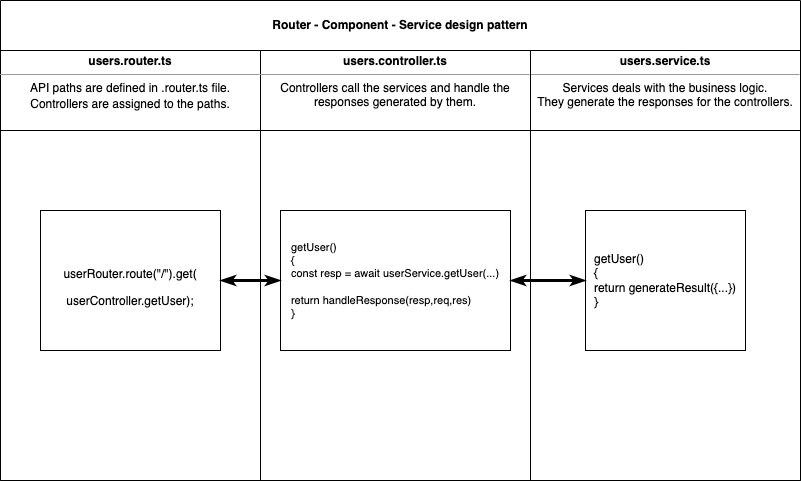 Router - Component - Service design pattern
users.router.ts
users.controller.ts
users.service.ts
API paths are defined in .router.ts file.
Controllers are assigned to the paths.
Controllers call the services and handle the
responses generated by them.
Services deals with the business logic.
They generate the responses for the controllers.
userRouter.route("/").get(
userController.getUser);
getUser()
{
const resp = await userService.getUser(...)
return handleResponse(resp,req,res)
}
getUser()
{
return generateResult({...})
}